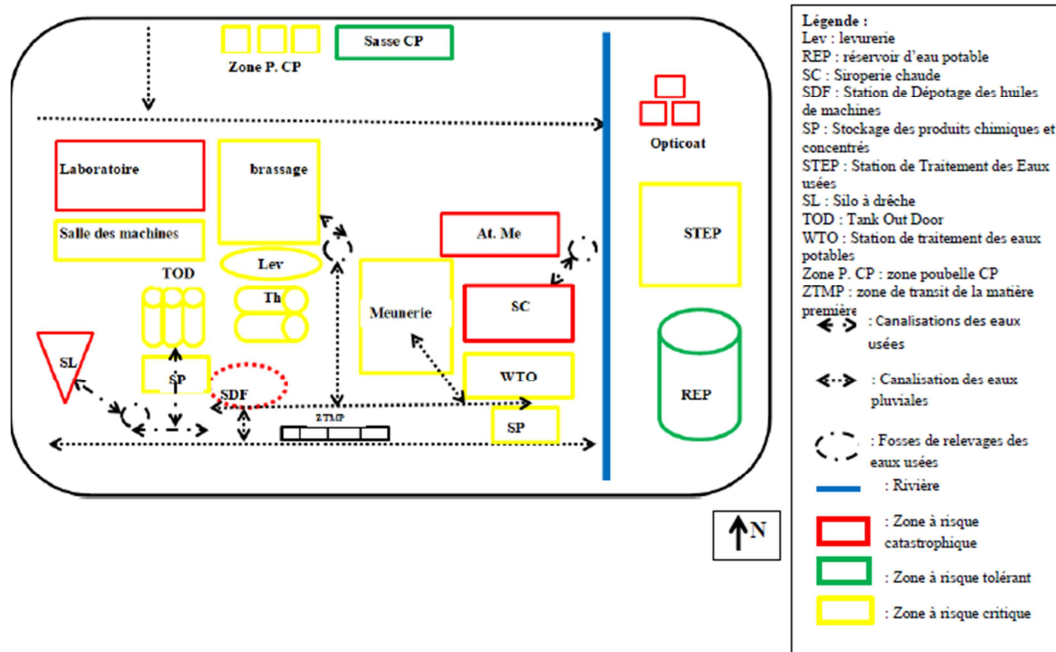 Sasse CP
Zone P. CP
Opticoat
Laboratoire
brassage
Salle des machines
At. Me
STEP
Lev
TOD
Th
Meunerie
SC
SL
SP
SDF
WTO
REP
ZTMP
SP
N
Légende :
Lev : levurerie
REP : réservoir d'eau potable
SC : Siroperie chaude
SDF : Station de Dépotage des huiles
de machines
SP : Stockage des produits chimiques et
concentrés
STEP : Station de Traitement des Eaux
usées
SL : Silo à drêche
TOD : Tank Out Door
WTO : Station de traitement des eaux
potables
Zone P. CP : zone poubelle CP
ZTMP : zone de transit de la matière
première
: Canalisations des eaux
usées
: Canalisation des eaux
pluviales
: Fosses de relevages des
eaux usées
: Rivière
: Zone à risque
catastrophique
: Zone à risque tolérant
: Zone à risque critique